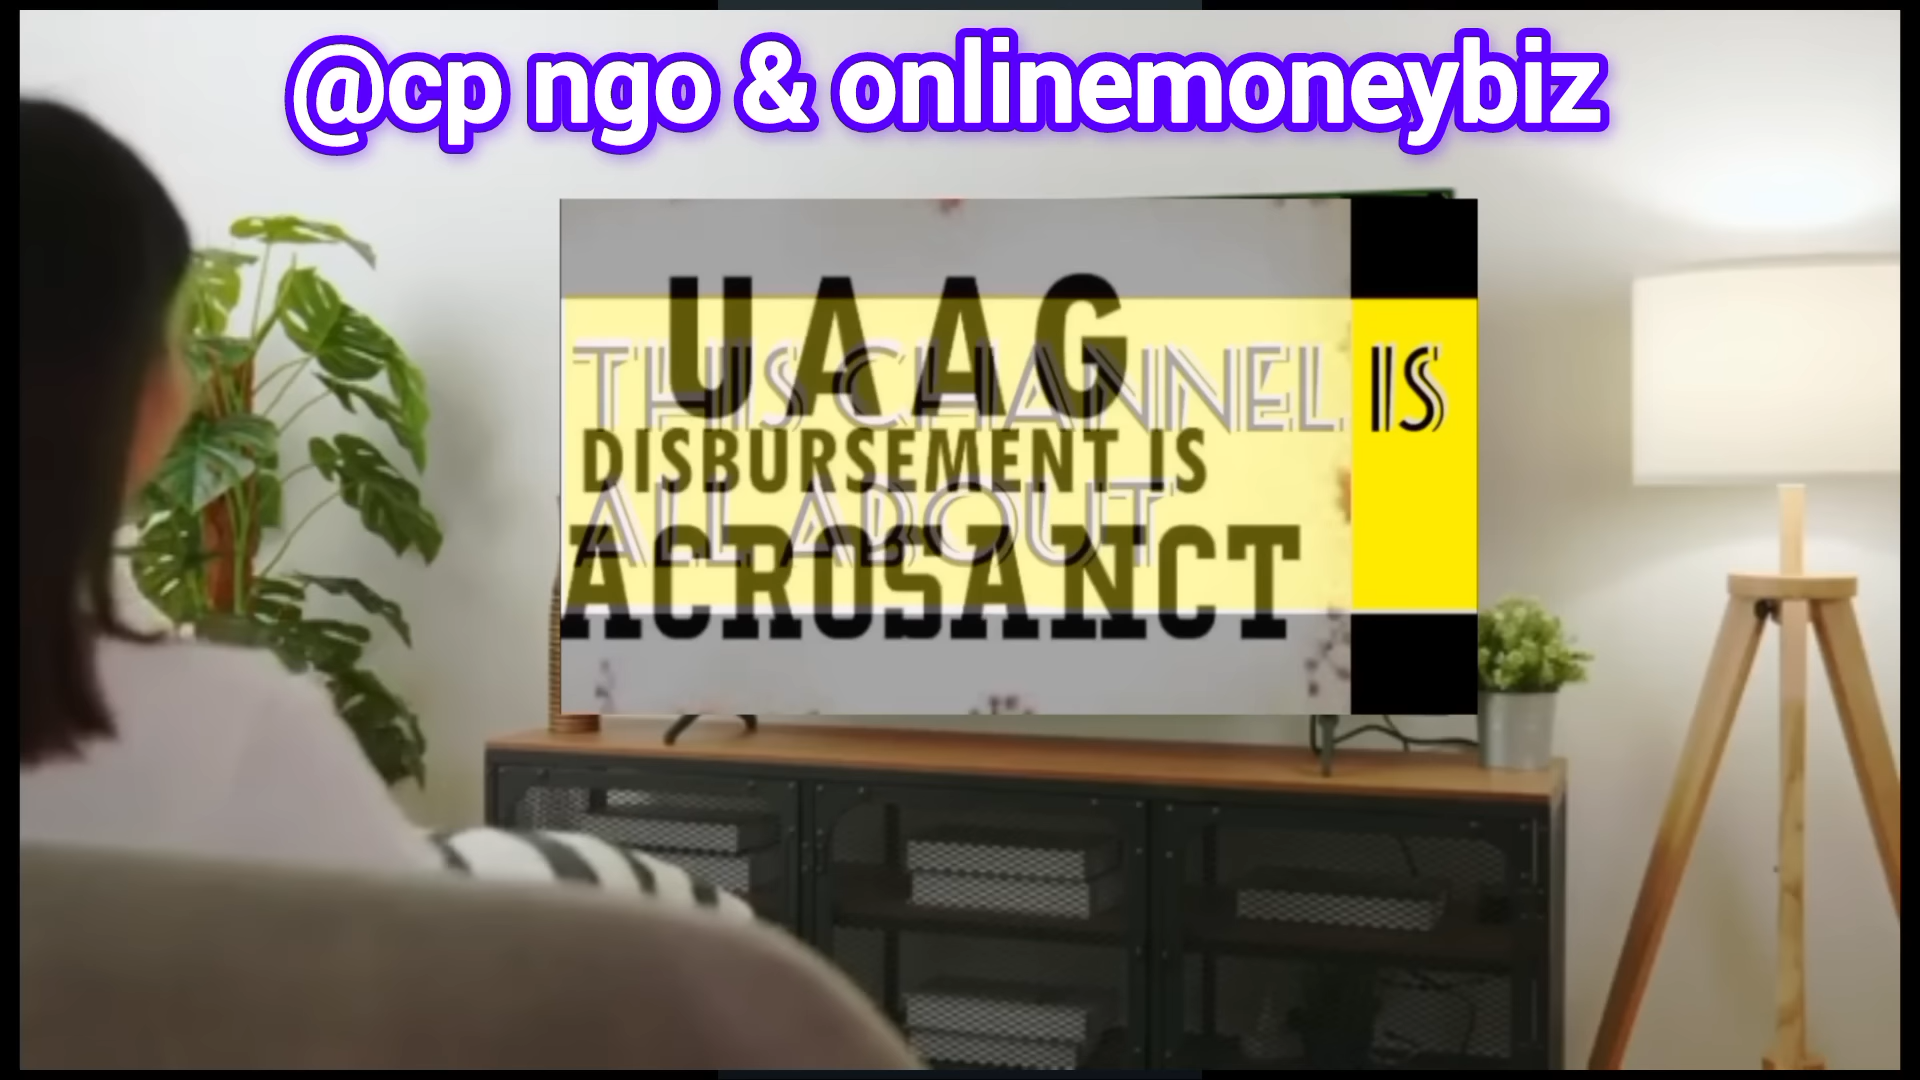 @cp ngo & onlinemoneybiz
UAAG
THIS CHANNEL IS
DISBURSEMENT IS
ALL ABOUT
ACROSANCT